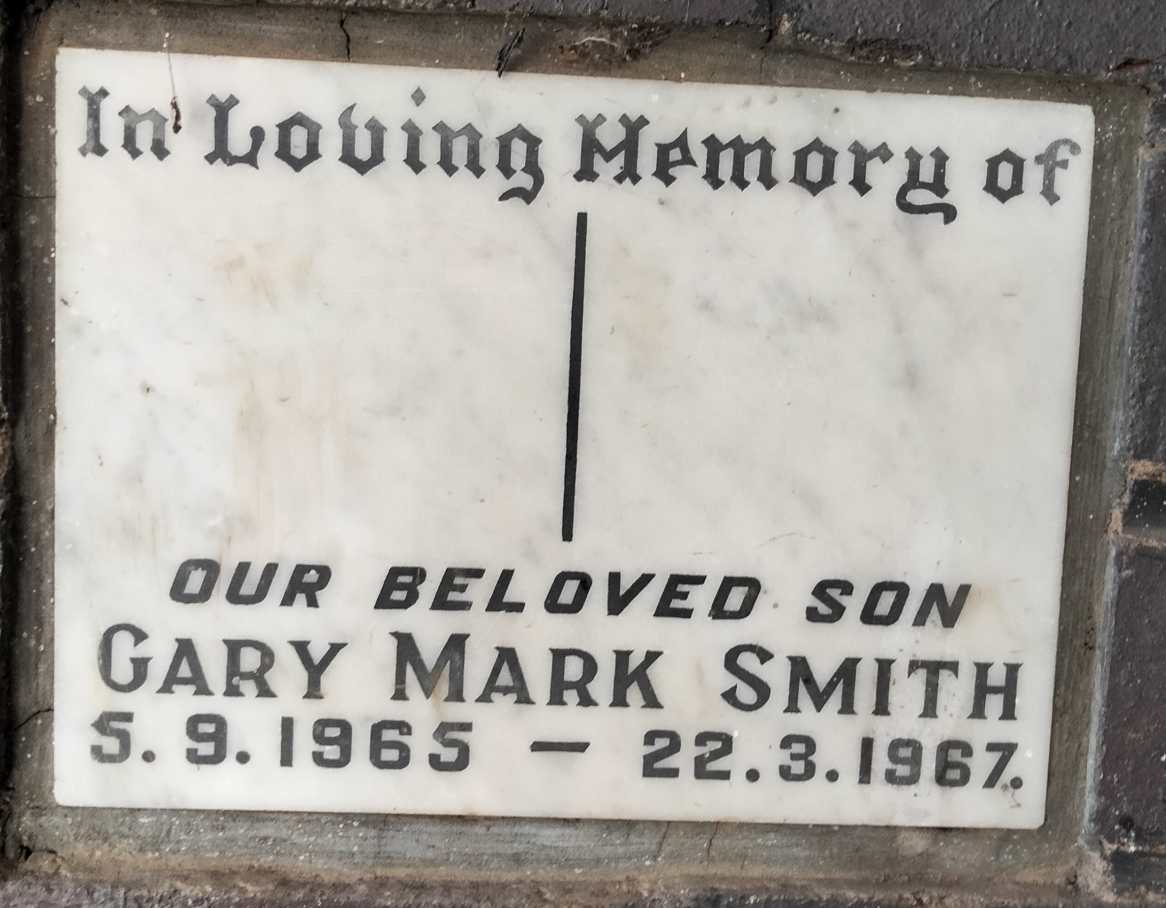 In Loving Memory of
OUR BELOVED SON
GARY MARK SMITH
5.9.1965 — 22.3.1967.